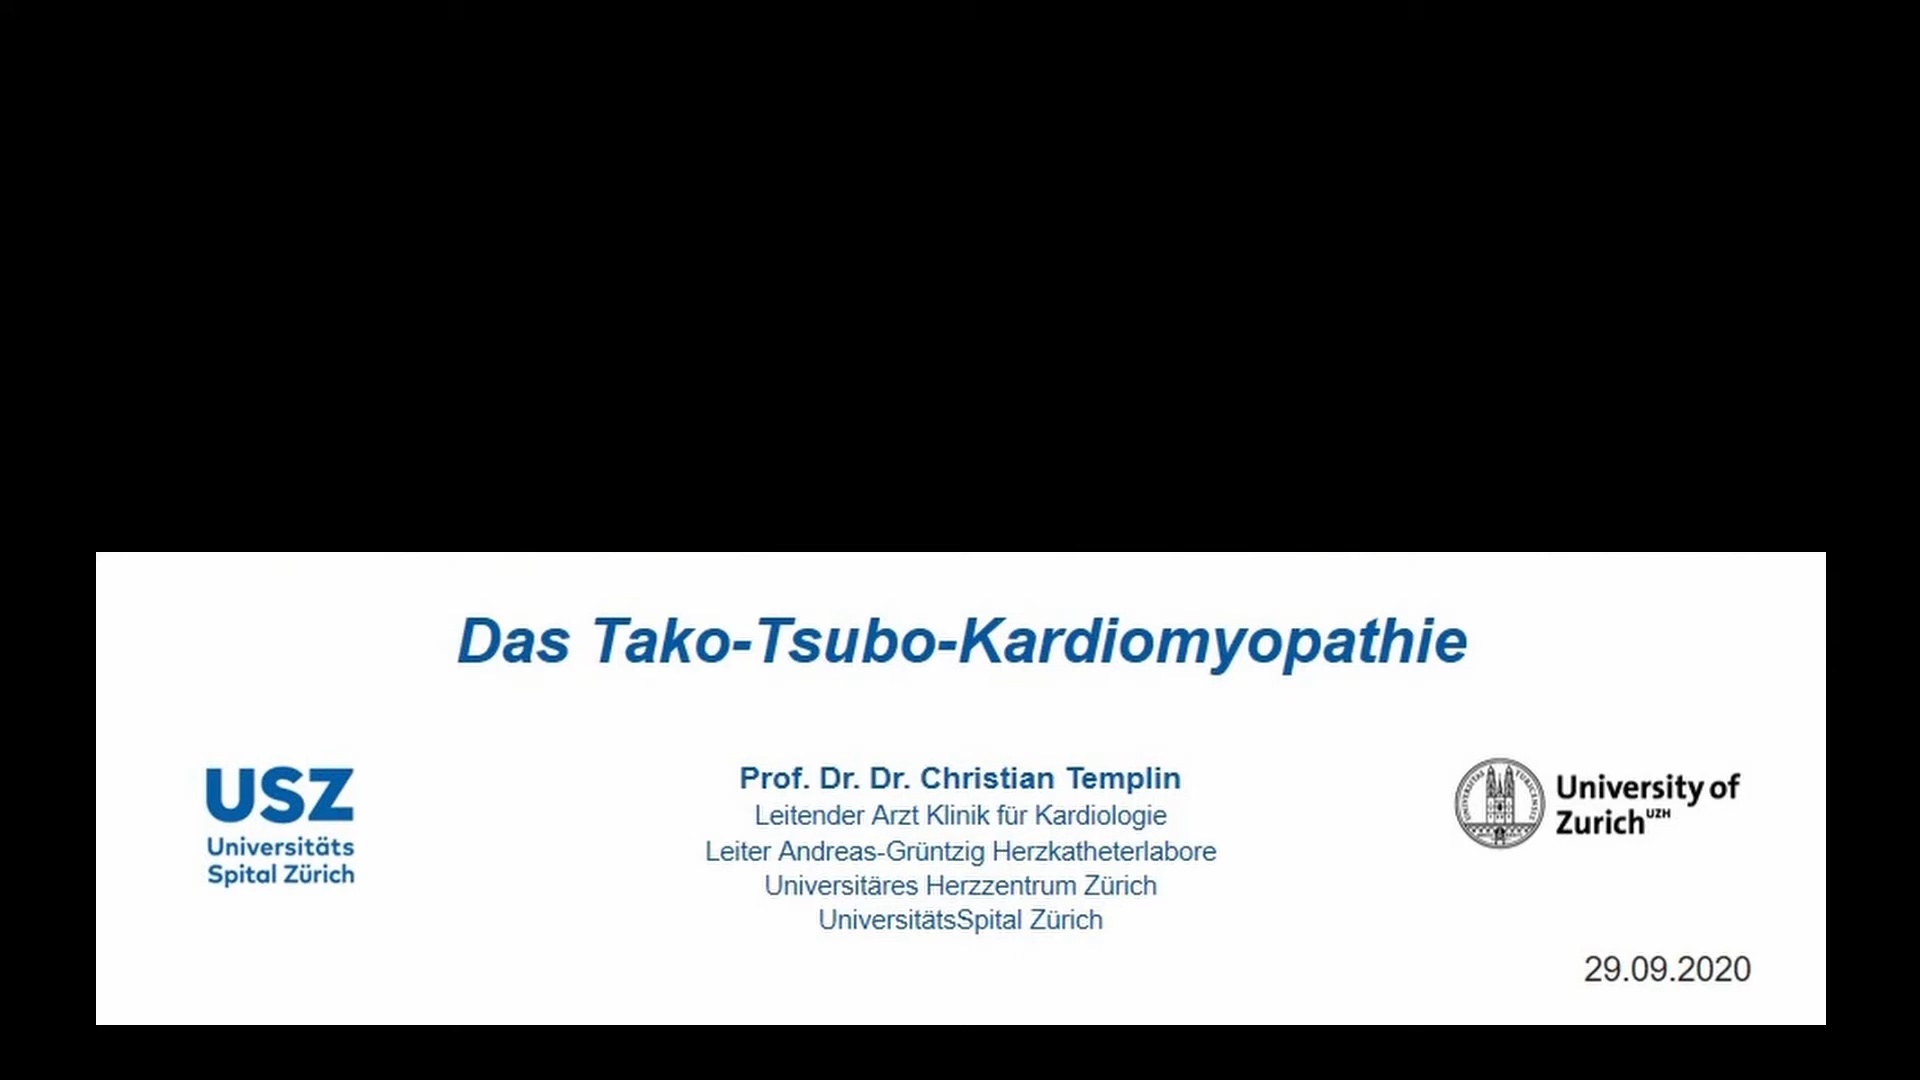 Das Tako-Tsubo-Kardiomyopathie
USZ
Universitäts
Spital Zürich
Prof. Dr. Dr. Christian Templin
Leitender Arzt Klinik für Kardiologie
Leiter Andreas-Grüntzig Herzkatheterlabore
Universitäres Herzzentrum Zürich
UniversitätsSpital Zürich
University of
Zurich UZH
29.09.2020